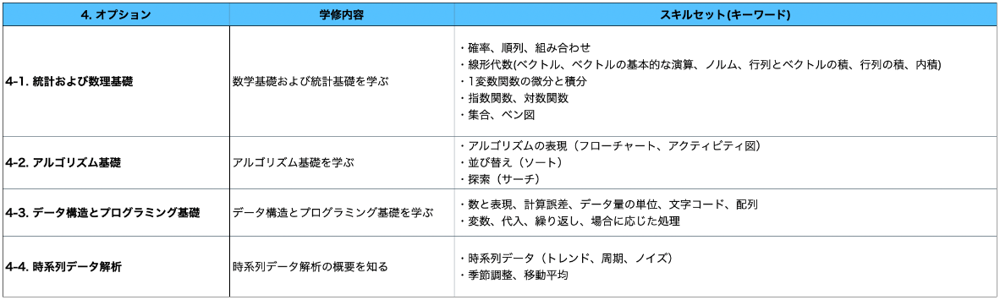 4. オプション 学修内容 スキルセット(キーワード)
4-1. 統計および数理基礎 数学基礎および統計基礎を学ぶ
・確率、順列、組み合わせ
・線形代数(ベクトル、ベクトルの基本的な演算、ノルム、行列とベクトルの積、行列の積、内積)
・1変数関数の微分と積分
・指数関数、対数関数
・集合、ベン図
4-2. アルゴリズム基礎 アルゴリズム基礎を学ぶ
・アルゴリズムの表現（フローチャート、アクティビティ図）
・並び替え（ソート）
・探索（サーチ）
4-3. データ構造とプログラミング基礎 データ構造とプログラミング基礎を学ぶ
・数と表現、計算誤差、データ量の単位、文字コード、配列
・変数、代入、繰り返し、場合に応じた処理
4-4. 時系列データ解析 時系列データ解析の概要を知る
・時系列データ（トレンド、周期、ノイズ）
・季節調整、移動平均